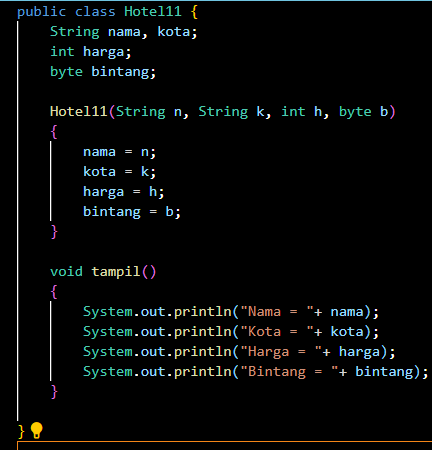 public class Hotel11 {
String nama, kota;
int harga;
byte bintang;
Hotel11(String n, String k, int h, byte b)
{
nama = n;
kota = k;
harga = h;
bintang = b;
}
void tampil()
{
System.out.println("Nama = "+ nama);
System.out.println("Kota = "+ kota);
System.out.println("Harga = "+ harga);
System.out.println("Bintang = "+ bintang);
}
}